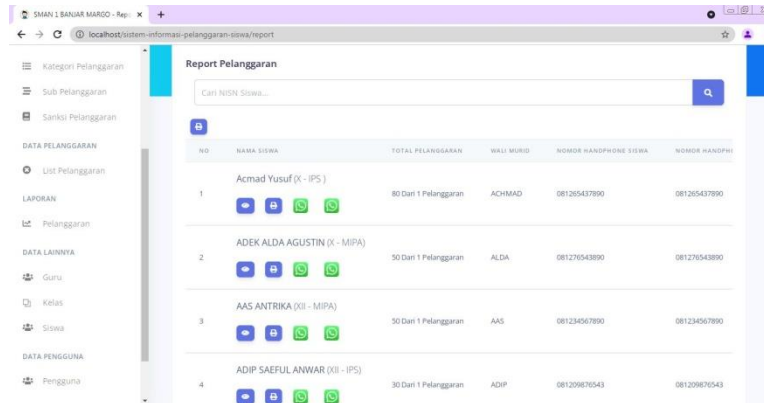 SMAN 1 BANJAR MARGO - Rep
localhost/sistem-informasi-pelanggaran-siswa/report
Kategori Pelanggaran
Sub Pelanggaran
Sanksi Pelanggaran
DATA PELANGGARAN
List Pelanggaran
LAPORAN
Pelanggaran
DATA LAINNYA
Guru
Kelas
Siswa
DATA PENGGUNA
Pengguna
Report Pelanggaran
Cari NISN Siswa...
NO NAMA SISWA TOTAL PELANGGARAN WALI MURID NOMOR HANDPHONE SISWA NOMOR HANDPH
1 Acmad Yusuf (X - IPS ) 80 Dari 1 Pelanggaran ACHMAD 081265437890 081265437890
2 ADEK ALDA AGUSTIN (X - MIPA) 50 Dari 1 Pelanggaran ALDA 081276543890 081276543890
3 AAS ANTRIKA (XII - MIPA) 50 Dari 1 Pelanggaran AAS 081234567890 081234567890
4 ADIP SAEFUL ANWAR (XII - IPS) 30 Dari 1 Pelanggaran ADIP 081209876543 081209876543